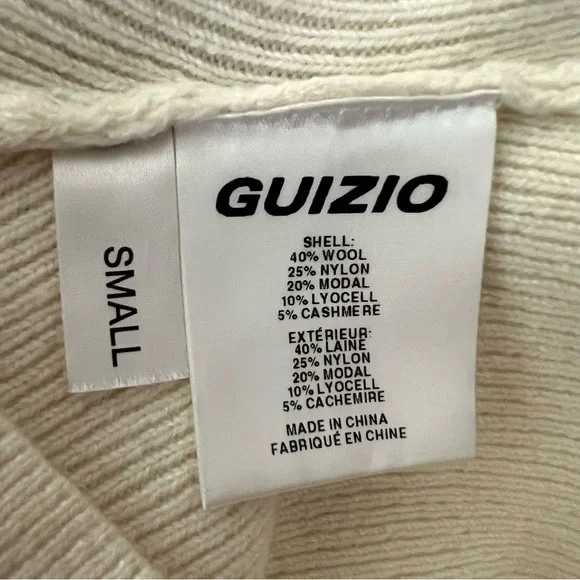 SMALL
GUIZIO
SHELL:
40% WOOL
25% NYLON
20% MODAL
10% LYOCELL
5% CASHMERE
EXTÉRIEUR:
40% LAINE
25% NYLON
20% MODAL
10% LYOCELL
5% CACHEMIRE
MADE IN CHINA
FABRIQUÉ EN CHINE